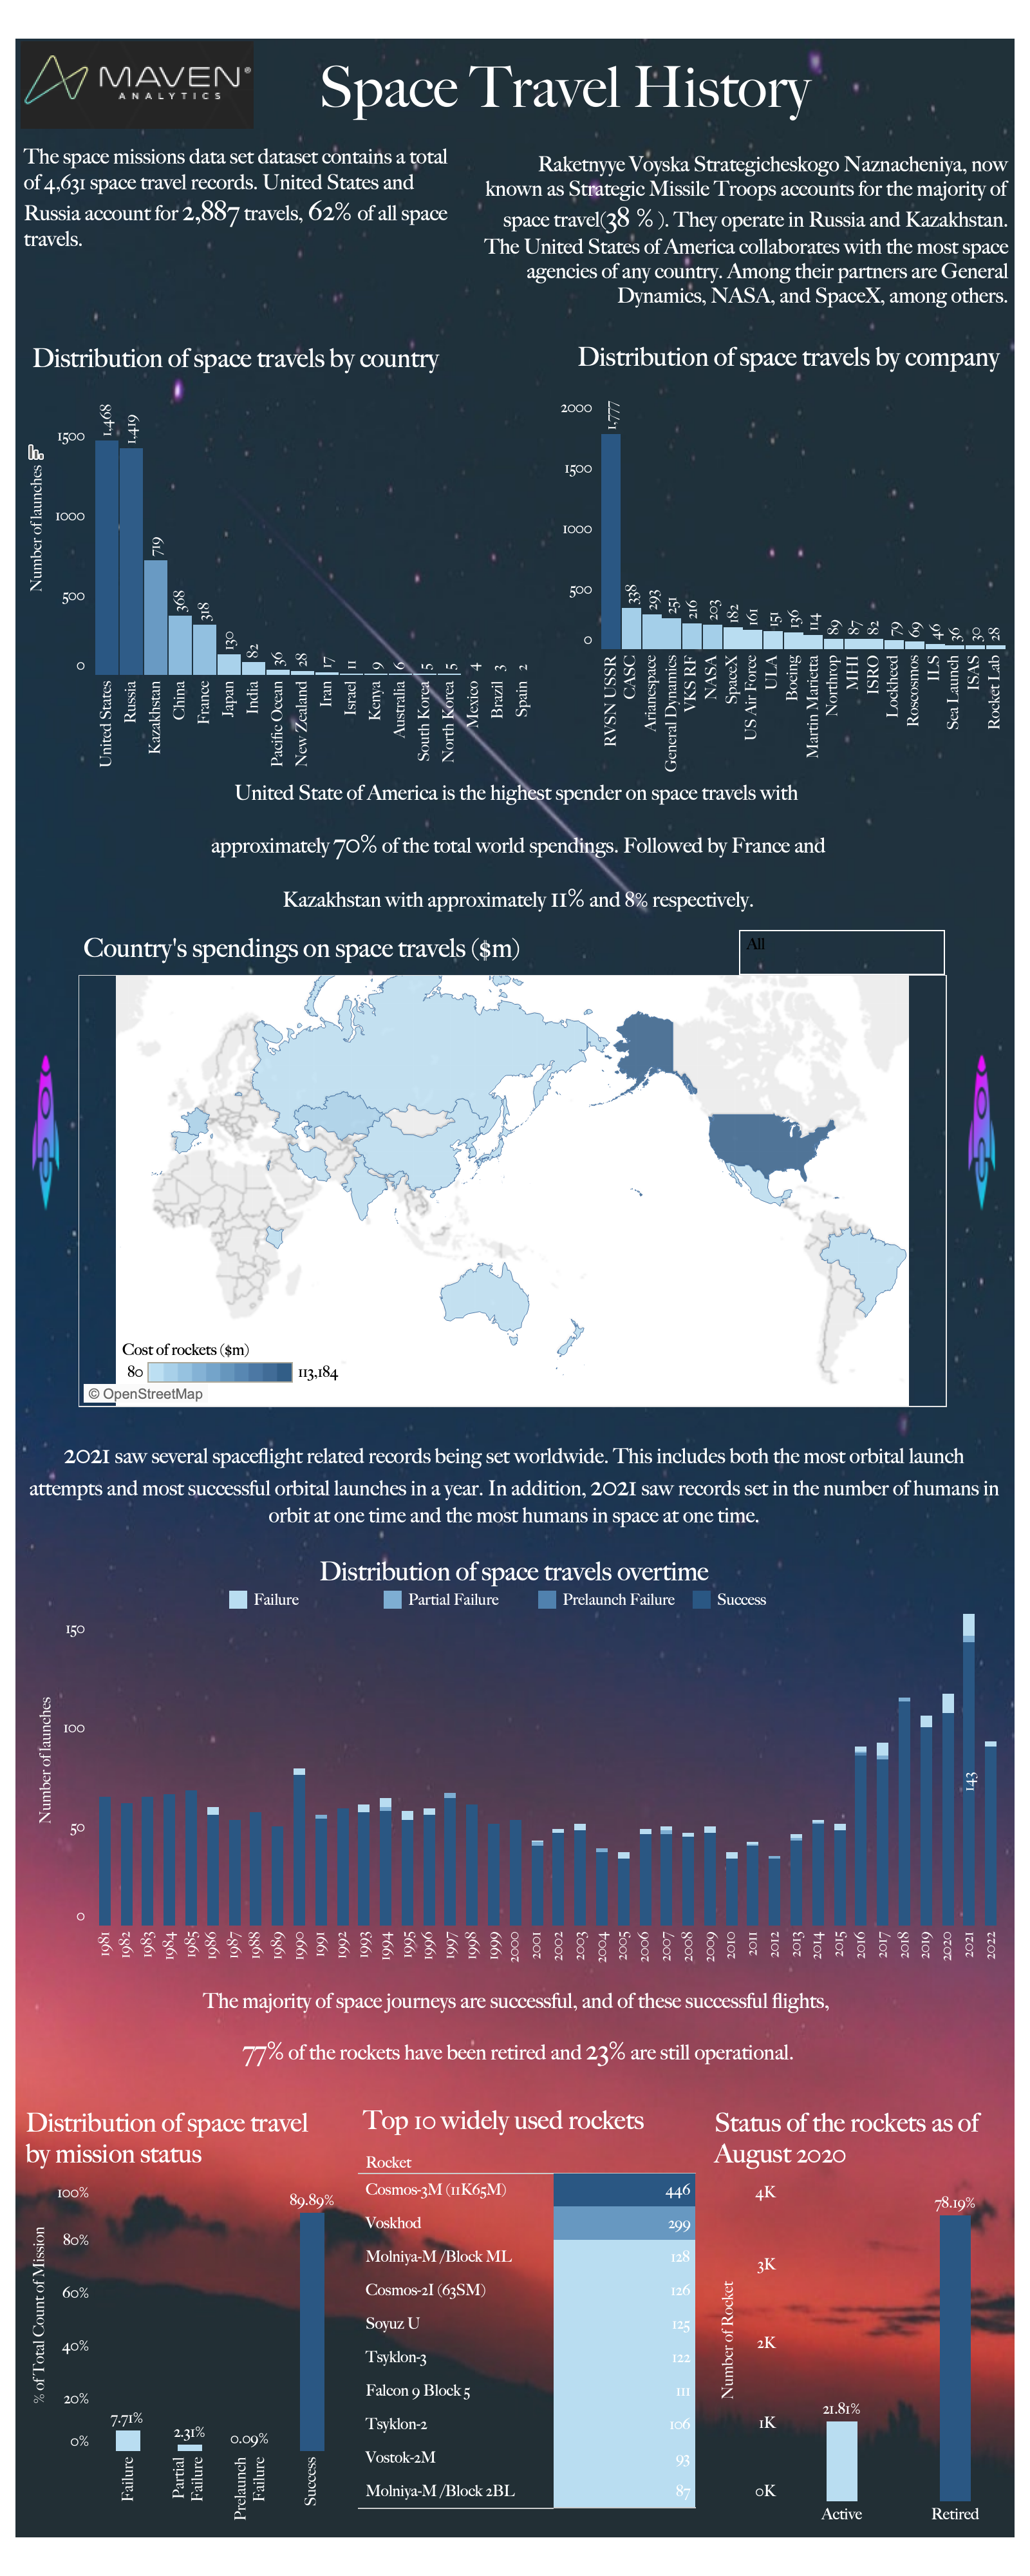 MAVEN®
ANALYTICS
Space Travel History
The space missions data set dataset contains a total
of 4,631 space travel records. United States and
Russia account for 2,887 travels, 62% of all space
travels.
Raketnyye Voyska Strategicheskogo Naznacheniya, now
known as Strategic Missile Troops accounts for the majority of
space travel(38 % ). They operate in Russia and Kazakhstan.
The United States of America collaborates with the most space
agencies of any country. Among their partners are General
Dynamics, NASA, and SpaceX, among others.
Distribution of space travels by country
Number of launches
1500
1000
500
0
1,468
1,419
719
368
318
130
82
36
28
17
11
9
6
5
5
4
3
2
United States
Russia
Kazakhstan
China
France
Japan
India
Pacific Ocean
New Zealand
Iran
Israel
Kenya
Australia
South Korea
North Korea
Mexico
Brazil
Spain
Distribution of space travels by company
2000
1500
1000
500
0
1,777
338
293
251
216
203
182
161
151
136
114
89
87
82
79
69
46
36
30
28
RVSN USSR
CASC
Arianespace
General Dynamics
VKS RF
NASA
SpaceX
US Air Force
ULA
Boeing
Martin Marietta
Northrop
MHI
ISRO
Lockheed
Roscosmos
ILS
Sea Launch
ISAS
Rocket Lab
United State of America is the highest spender on space travels with
approximately 70% of the total world spendings. Followed by France and
Kazakhstan with approximately 11% and 8% respectively.
Country's spendings on space travels ($m)
All
Cost of rockets ($m)
80 113,184
© OpenStreetMap
2021 saw several spaceflight related records being set worldwide. This includes both the most orbital launch
attempts and most successful orbital launches in a year. In addition, 2021 saw records set in the number of humans in
orbit at one time and the most humans in space at one time.
Distribution of space travels overtime
Failure Partial Failure Prelaunch Failure Success
Number of launches
150
100
50
0
143
1981
1982
1983
1984
1985
1986
1987
1988
1989
1990
1991
1992
1993
1994
1995
1996
1997
1998
1999
2000
2001
2002
2003
2004
2005
2006
2007
2008
2009
2010
2011
2012
2013
2014
2015
2016
2017
2018
2019
2020
2021
2022
The majority of space journeys are successful, and of these successful flights,
77% of the rockets have been retired and 23% are still operational.
Distribution of space travel
by mission status
% of Total Count of Mission
100%
80%
60%
40%
20%
0%
7.71%
2.31%
0.09%
89.89%
Failure
Partial
Failure
Prelaunch
Failure
Success
Top 10 widely used rockets
Rocket
Cosmos-3M (11K65M) 446
Voskhod 299
Molniya-M /Block ML 128
Cosmos-2I (63SM) 126
Soyuz U 125
Tsyklon-3 122
Falcon 9 Block 5 111
Tsyklon-2 106
Vostok-2M 93
Molniya-M /Block 2BL 87
Status of the rockets as of
August 2020
Number of Rocket
4K
3K
2K
1K
0K
21.81%
78.19%
Active
Retired